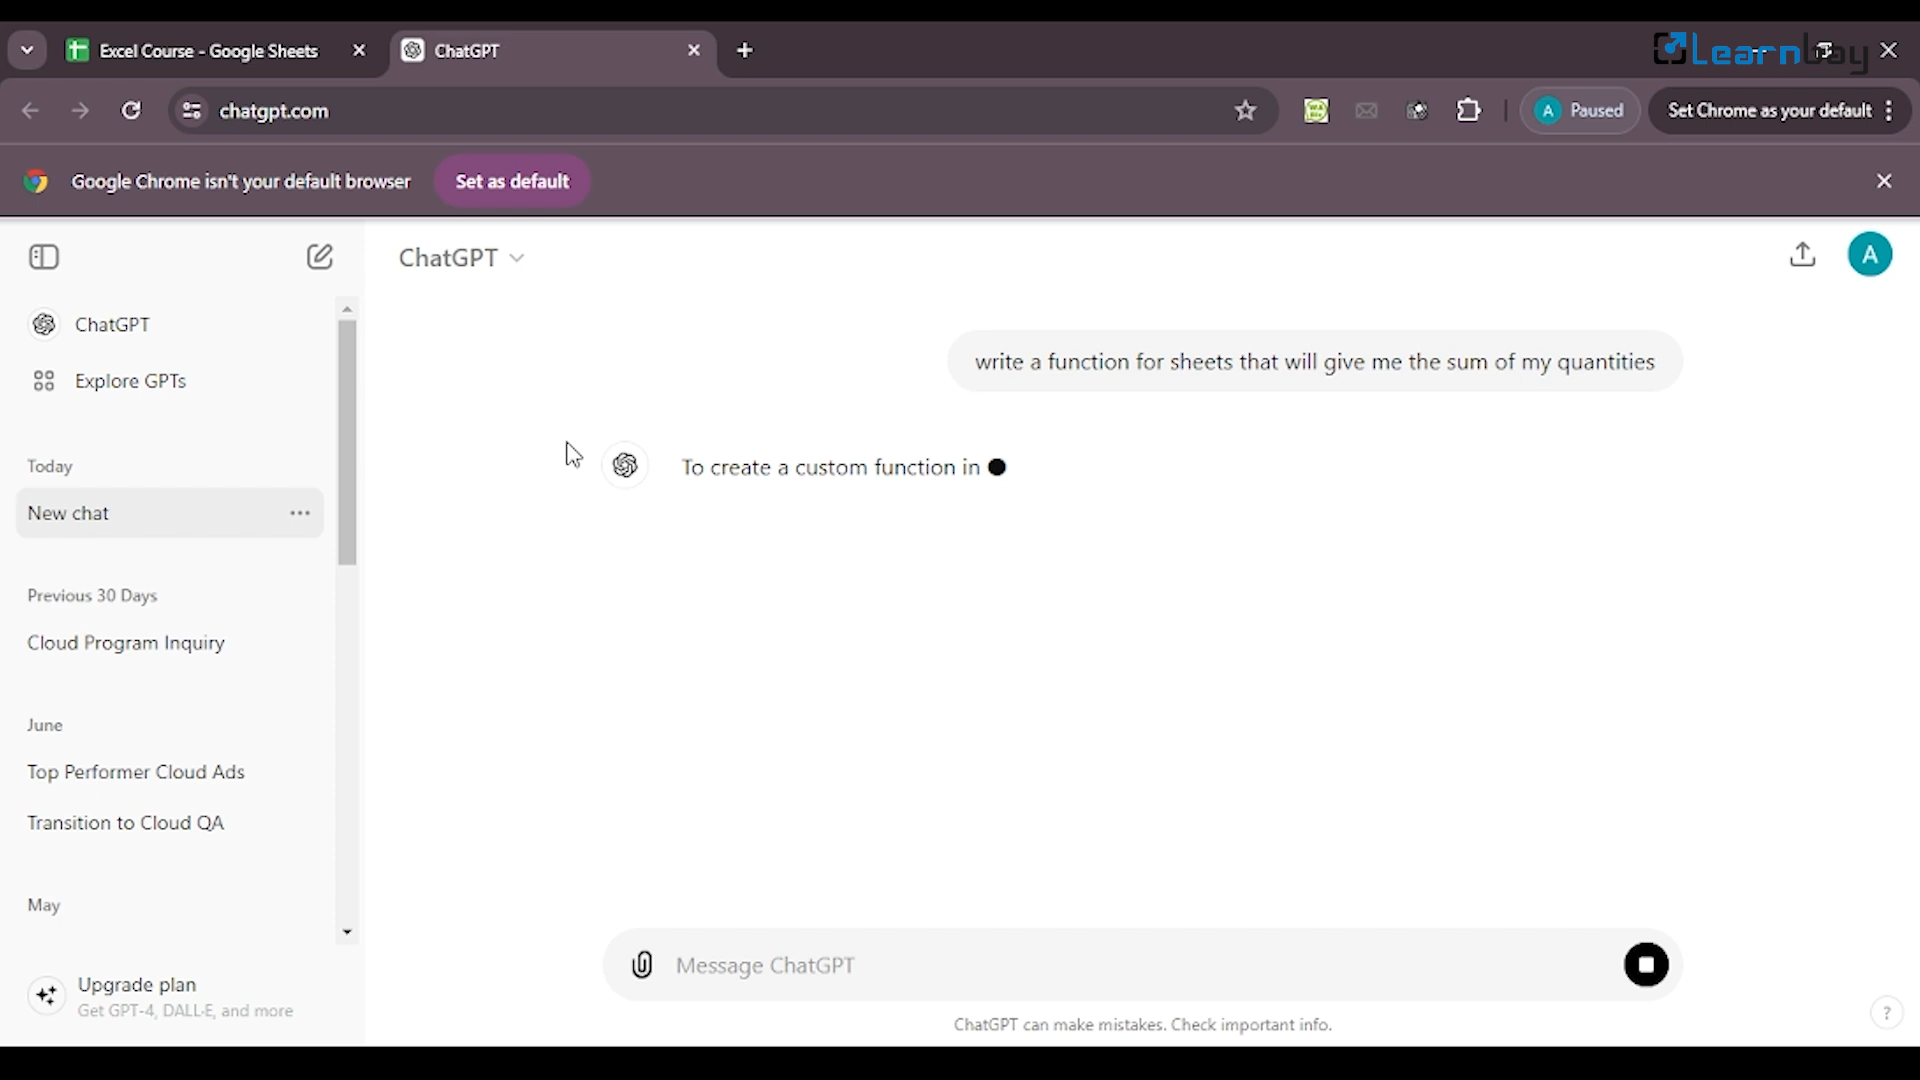 Excel Course - Google Sheets
ChatGPT
Learnbay
chatgpt.com
A
Paused
Set Chrome as your default
Google Chrome isn't your default browser
Set as default
ChatGPT
A
ChatGPT
Explore GPTs
write a function for sheets that will give me the sum of my quantities
To create a custom function in
Today
New chat
Previous 30 Days
Cloud Program Inquiry
June
Top Performer Cloud Ads
Transition to Cloud QA
May
Upgrade plan
Get GPT-4, DALL·E, and more
Message ChatGPT
ChatGPT can make mistakes. Check important info.
?